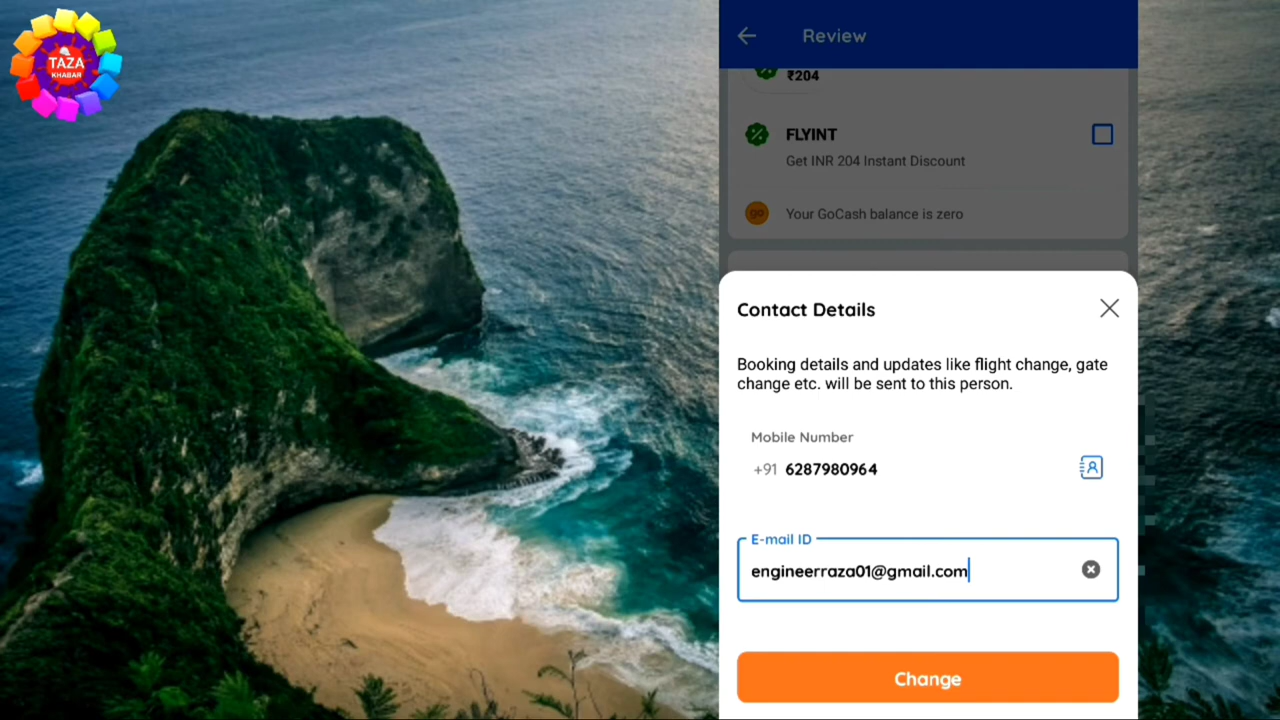 TAZA
KHABAR
Review
₹204
FLYINT
Get INR 204 Instant Discount
go
Your GoCash balance is zero
Contact Details
Booking details and updates like flight change, gate
change etc. will be sent to this person.
Mobile Number
+91 6287980964
E-mail ID
engineerraza01@gmail.com
Change